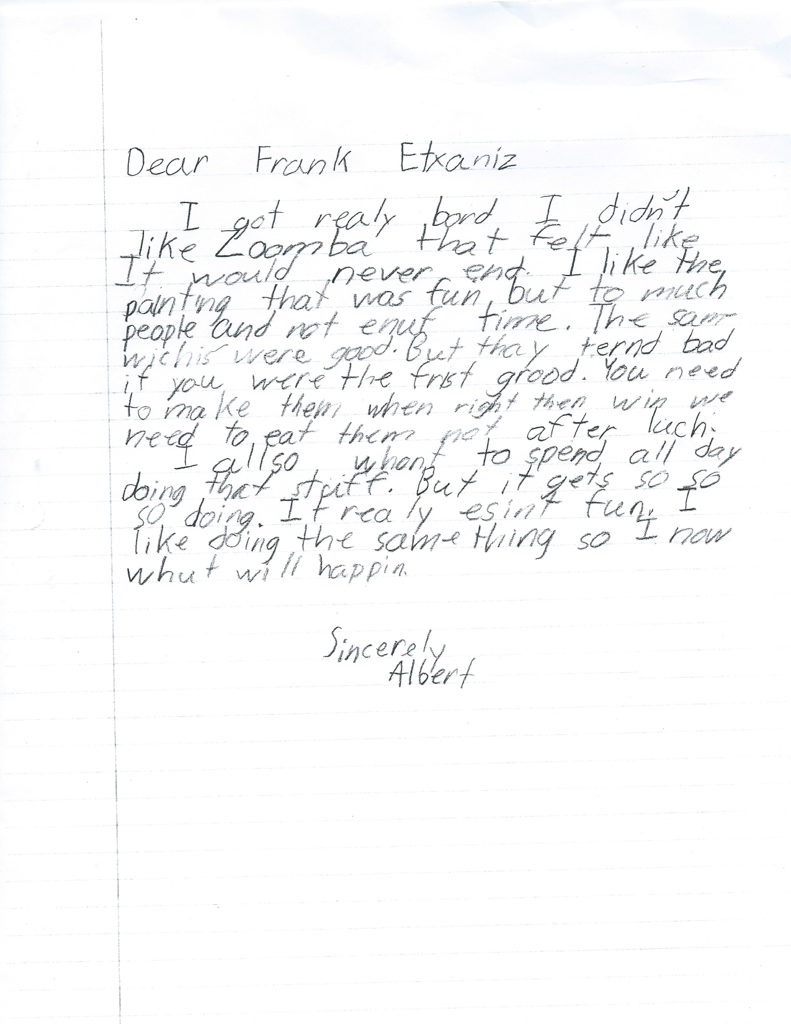 Dear Frank Etxaniz
I got realy bord I didn't
like Zoomba that felt like
It would never end. I like the
painting that was fun, but to much
people and not enuf time. The sam-
wichis were good. But thay ternd bad
if you were the frist grood. You need
to make them when right then win we
need to eat them not after luch.
I allso whont to spend all day
doing that stuff. But it gets so so
so doing. It realy esint fun. I
like doing the same thing so I now
whut will happin.
Sincerely
Albert